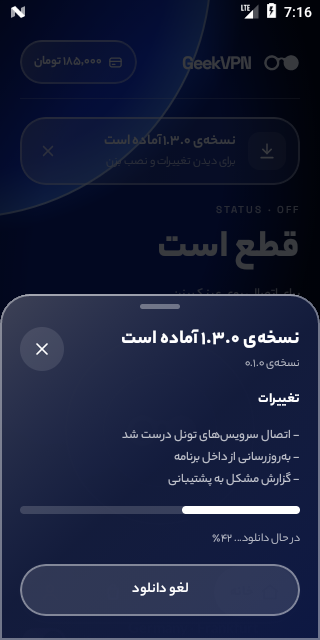 LTE 7:16
GeekVPN
۱۸۵,۰۰۰ تومان
نسخه‌ی ۱.۳.۰ آماده است
برای دیدن تغییرات و نصب بزن
STATUS · OFF
قطع است
نسخه‌ی ۱.۳.۰ آماده است
۰.۱.۰
تغییرات
- اتصال سرویس‌های تونل درست شد
- به‌روزرسانی از داخل برنامه
- گزارش مشکل به پشتیبانی
در حال دانلود... ۴۲٪
لغو دانلود